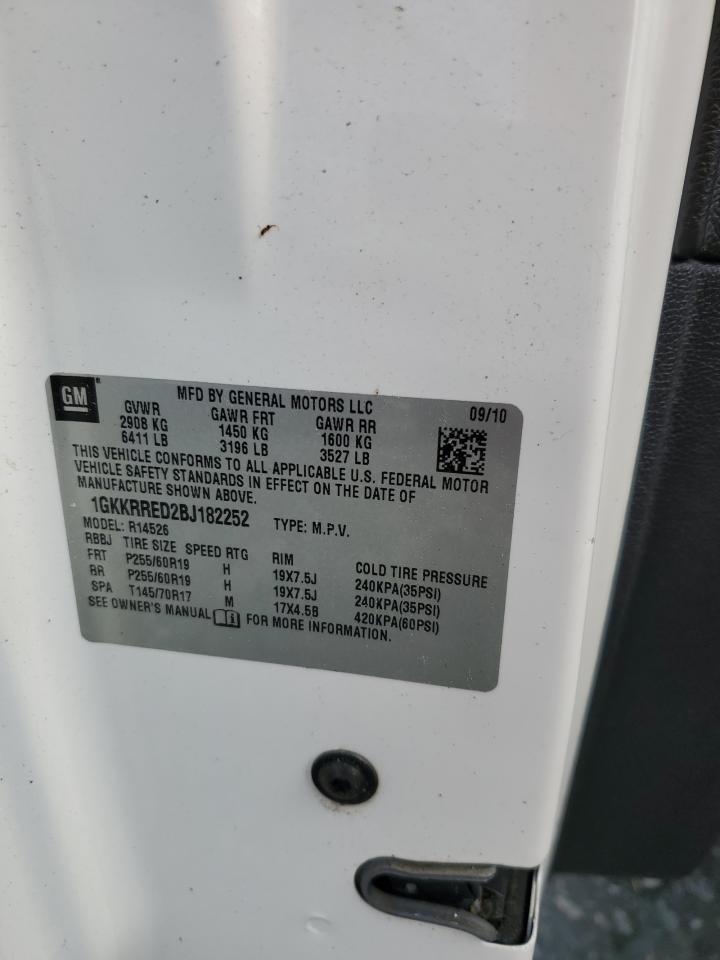 GM
MFD BY GENERAL MOTORS LLC
09/10
GVWR GAWR FRT GAWR RR
2908 KG 1450 KG 1600 KG
6411 LB 3196 LB 3527 LB
THIS VEHICLE CONFORMS TO ALL APPLICABLE U.S. FEDERAL MOTOR
VEHICLE SAFETY STANDARDS IN EFFECT ON THE DATE OF
MANUFACTURE SHOWN ABOVE.
1GKKRRED2BJ182252 TYPE: M.P.V.
MODEL: R14526
RBBJ TIRE SIZE SPEED RTG RIM COLD TIRE PRESSURE
FRT P255/60R19 H 19X7.5J 240KPA(35PSI)
RR P255/60R19 H 19X7.5J 240KPA(35PSI)
SPA T145/70R17 M 17X4.5B 420KPA(60PSI)
SEE OWNER'S MANUAL FOR MORE INFORMATION.